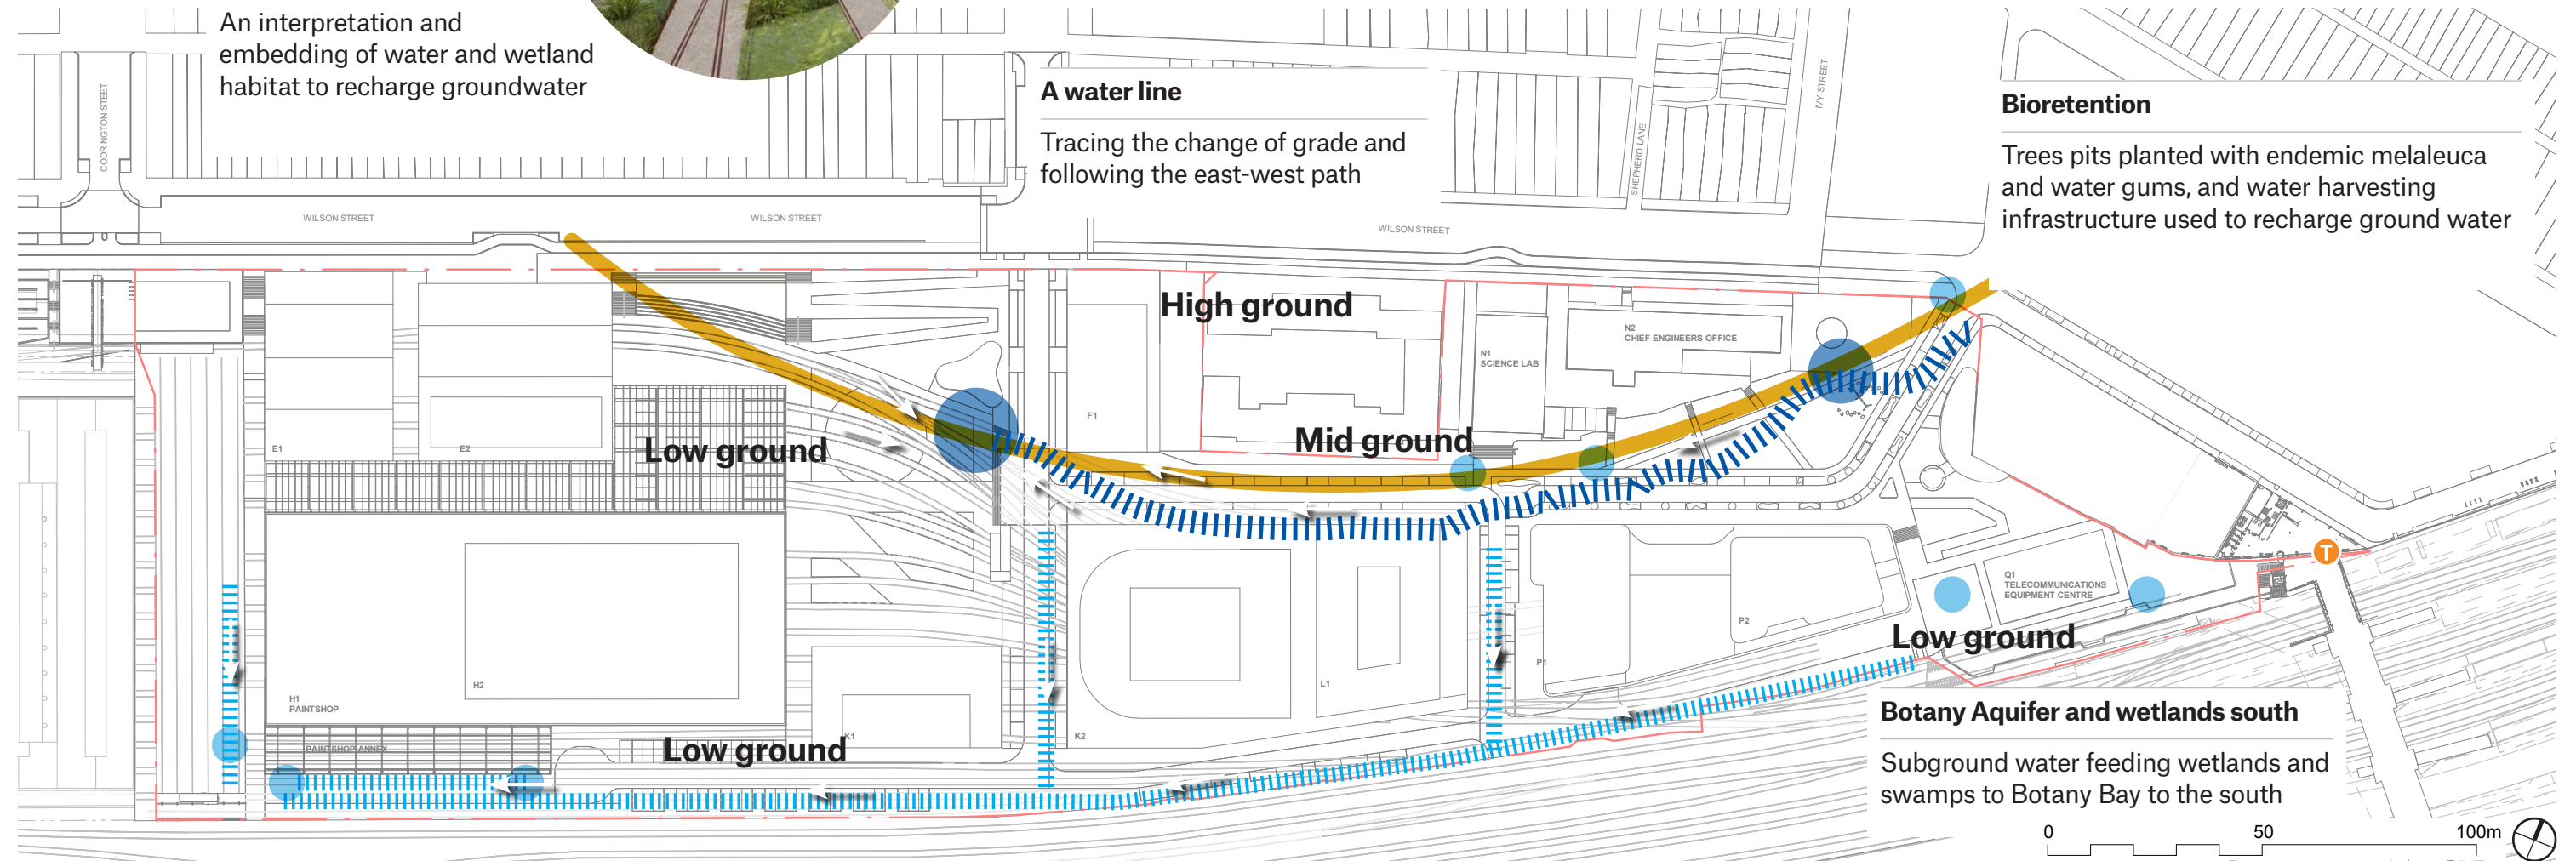 An interpretation and
embedding of water and wetland
habitat to recharge groundwater
A water line
Tracing the change of grade and
following the east-west path
Bioretention
Trees pits planted with endemic melaleuca
and water gums, and water harvesting
infrastructure used to recharge ground water
CODRINGTON STEET
SHEPHERD LANE
IVY STREET
WILSON STREET
WILSON STREET
WILSON STREET
High ground
N2
CHIEF ENGINEERS OFFICE
N1
SCIENCE LAB
F1
Mid ground
Low ground
E1
E2
T
Q1
TELECOMMUNICATIONS
EQUIPMENT CENTRE
P2
Low ground
P1
L1
H2
H1
PAINTSHOP
PAINTSHOP ANNEX
Low ground
K1
K2
Botany Aquifer and wetlands south
Subground water feeding wetlands and
swamps to Botany Bay to the south
0 50 100m